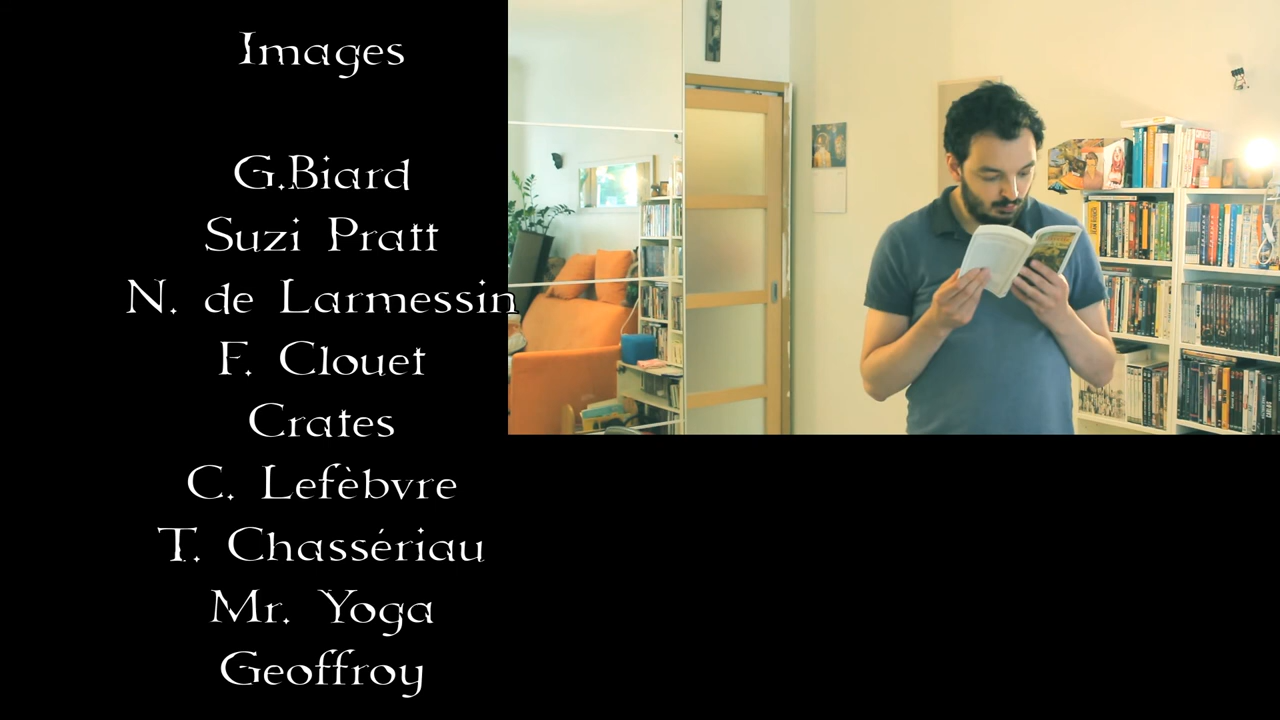 Images
G.Biard
Suzi Pratt
N. de Larmessin
F. Clouet
Crates
C. Lefèbvre
T. Chassériau
Mr. Yoga
Geoffroy